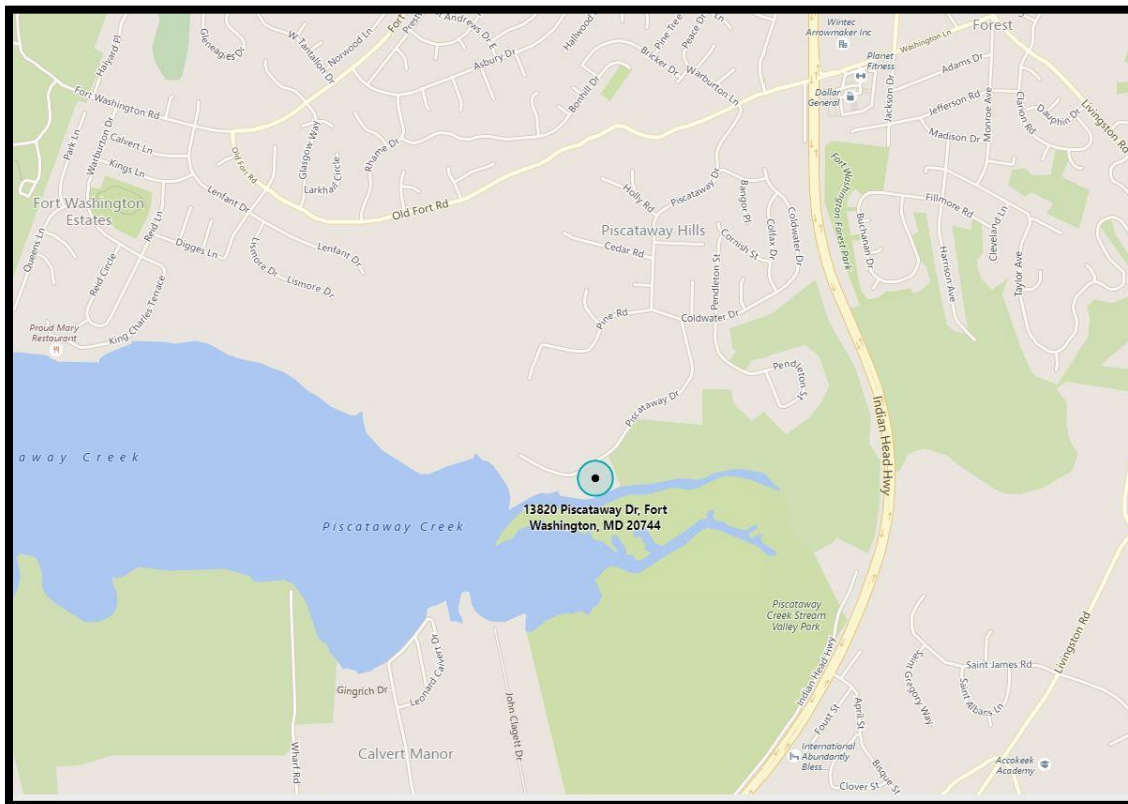 Halyard Pl
Gleneagles Dr
W. Tantallon Dr
Norwood Ln
Fort
Prest
Andrews Dr E
Asbury Dr
Hallwood
Pine Tree
Peace Dr
Bricker Dr
Warburton Ln
Bonhill Dr
Wintec
Arrowmaker Inc
Washington Ln
Forest
Planet
Fitness
Dollar
General
Adams Dr
Jackson Dr
Jefferson Rd
Madison Dr
Monroe Ave
Clarion Rd
Dauphin Dr
Livingston Rd
Fort Washington Rd
Park Ln
Warburton Dr
Calvert Ln
Kings Ln
Old Fort Rd
Glasgow Way
Larkhall Circle
Rhame Dr
Lenfant Dr
Fort Washington
Estates
Queens Ln
Reid Ln
Digges Ln
Reid Circle
Lismore Dr
Lenfant Dr
Lismore Dr
King Charles Terrace
Old Fort Rd
Holly Rd
Piscataway Dr
Bangor Pl
Piscataway Hills
Cedar Rd
Cornish St
Colfax Dr
Coldwater Dr
Pendleton St
Pine Rd
Coldwater Dr
Fort Washington
Forest Park
Buchanan Dr
Fillmore Rd
Harrison Ave
Cleveland Ln
Taylor Ave
Proud Mary
Restaurant
Pendleton St
Piscataway Dr
Indian Head Hwy
away Creek
Piscataway Creek
13820 Piscataway Dr, Fort
Washington, MD 20744
Piscataway
Creek Stream
Valley Park
Indian Head Hwy
Livingston Rd
Gingrich Dr
Leonard Calvert Dr
John Clagett Dr
Calvert Manor
Wharf Rd
Saint James Rd
Saint Gregory Way
Saint Albans Ln
Foust St
April St
International
Abundantly
Bless...
Bisque St
Clover St
Accokeek
Academy